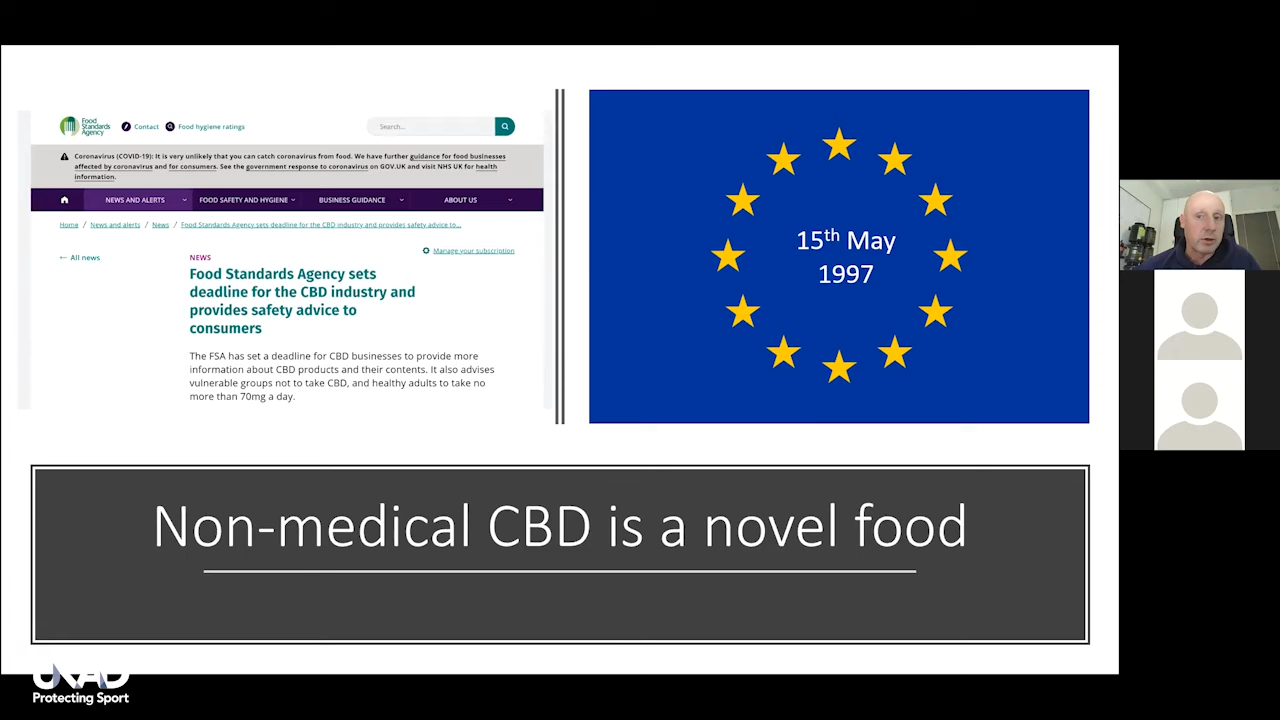 Food
Standards
Agency
Contact
Food hygiene ratings
Search...
Coronavirus (COVID-19): It is very unlikely that you can catch coronavirus from food. We have further guidance for food businesses
affected by coronavirus and for consumers. See the government response to coronavirus on GOV.UK and visit NHS UK for health
information.
NEWS AND ALERTS
FOOD SAFETY AND HYGIENE
BUSINESS GUIDANCE
ABOUT US
Home / News and alerts / News / Food Standards Agency sets deadline for the CBD industry and provides safety advice to...
Manage your subscription
← All news
NEWS
Food Standards Agency sets
deadline for the CBD industry and
provides safety advice to
consumers
The FSA has set a deadline for CBD businesses to provide more
information about CBD products and their contents. It also advises
vulnerable groups not to take CBD, and healthy adults to take no
more than 70mg a day.
15th May
1997
Non-medical CBD is a novel food
UKAD
Protecting Sport